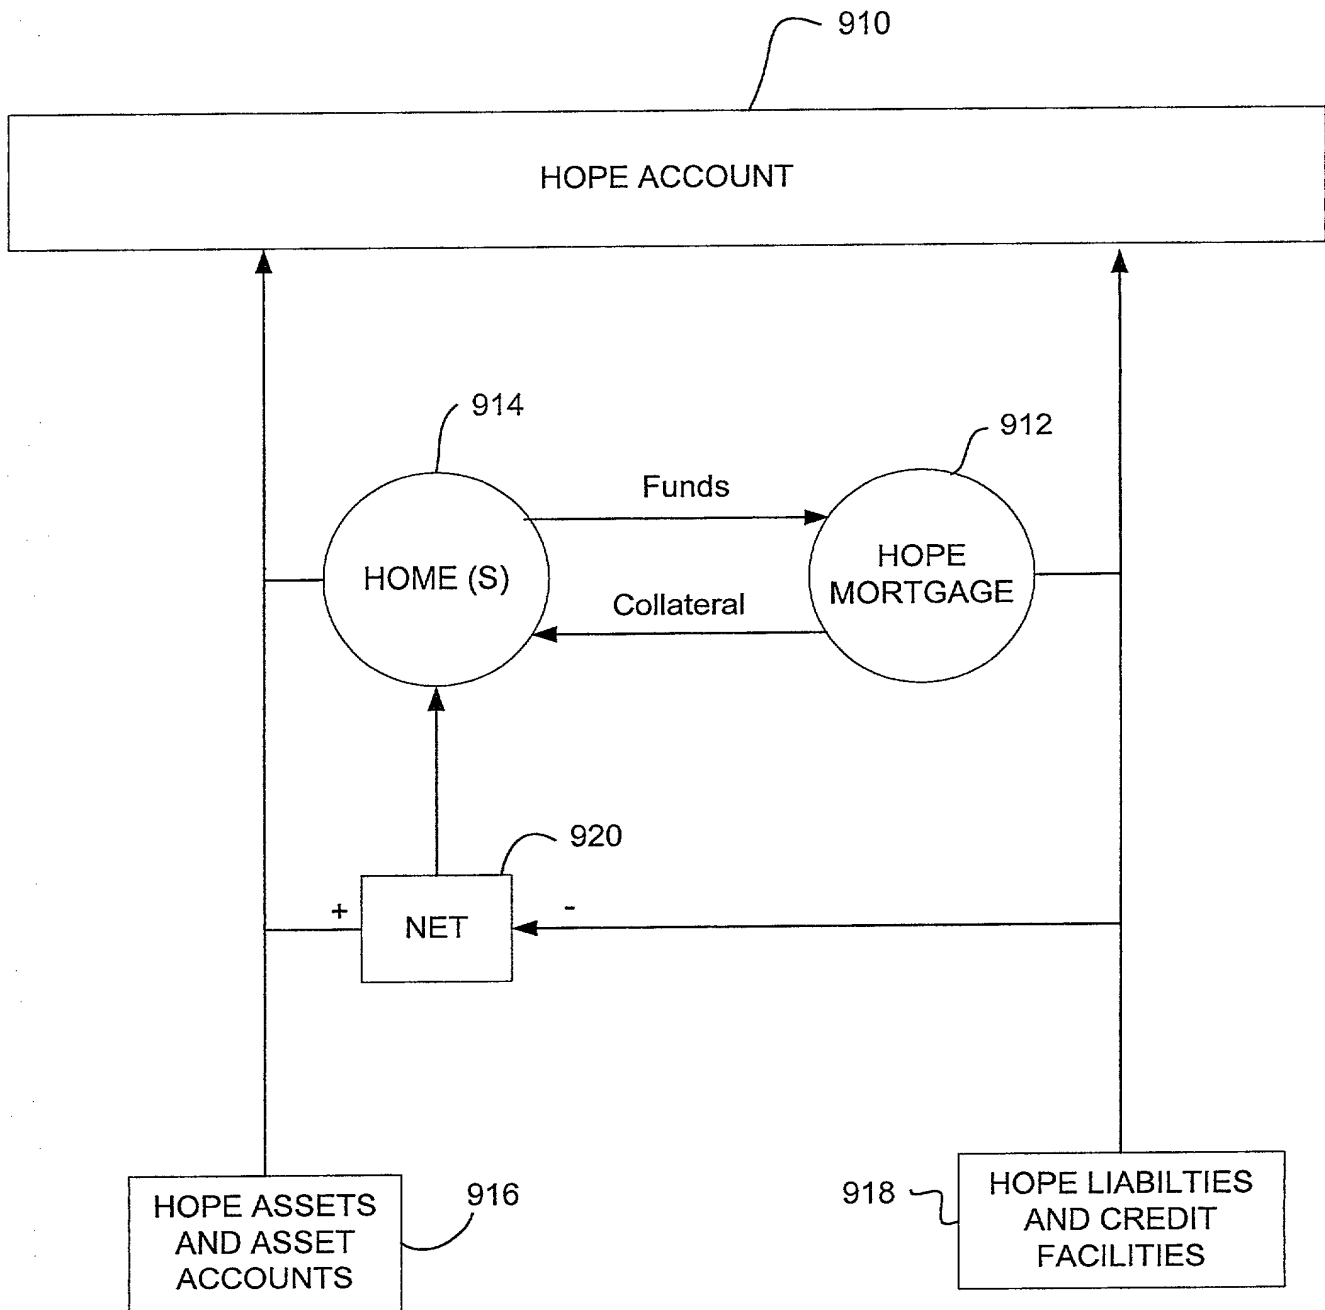 910
HOPE ACCOUNT
914
912
Funds
HOME (S)
HOPE
MORTGAGE
Collateral
920
+
-
NET
916
918
HOPE ASSETS
AND ASSET
ACCOUNTS
HOPE LIABILTIES
AND CREDIT
FACILITIES